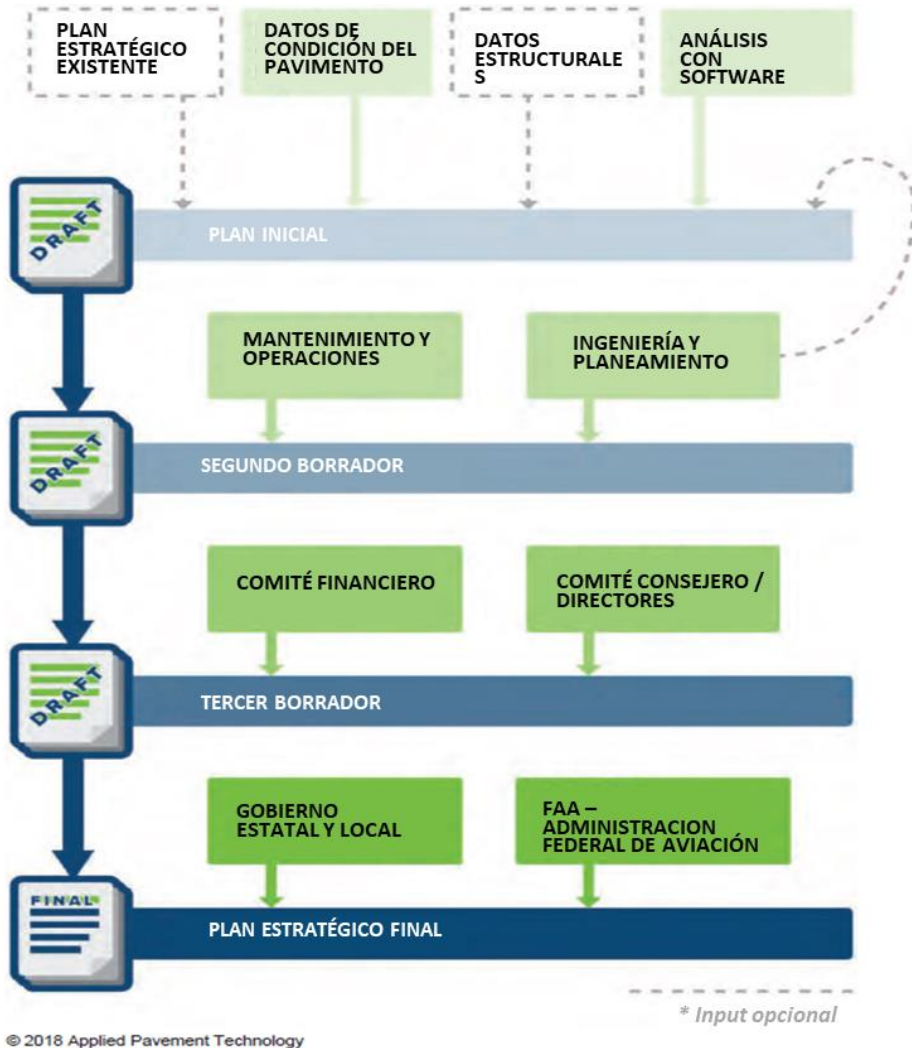 PLAN
ESTRATÉGICO
EXISTENTE
DATOS DE
CONDICIÓN DEL
PAVIMENTO
DATOS
ESTRUCTURALE
S
ANÁLISIS
CON
SOFTWARE
DRAFT
PLAN INICIAL
MANTENIMIENTO Y
OPERACIONES
INGENIERÍA Y
PLANEAMIENTO
DRAFT
SEGUNDO BORRADOR
COMITÉ FINANCIERO
COMITÉ CONSEJERO /
DIRECTORES
DRAFT
TERCER BORRADOR
GOBIERNO
ESTATAL Y LOCAL
FAA –
ADMINISTRACION
FEDERAL DE AVIACIÓN
FINAL
PLAN ESTRATÉGICO FINAL
* Input opcional
© 2018 Applied Pavement Technology